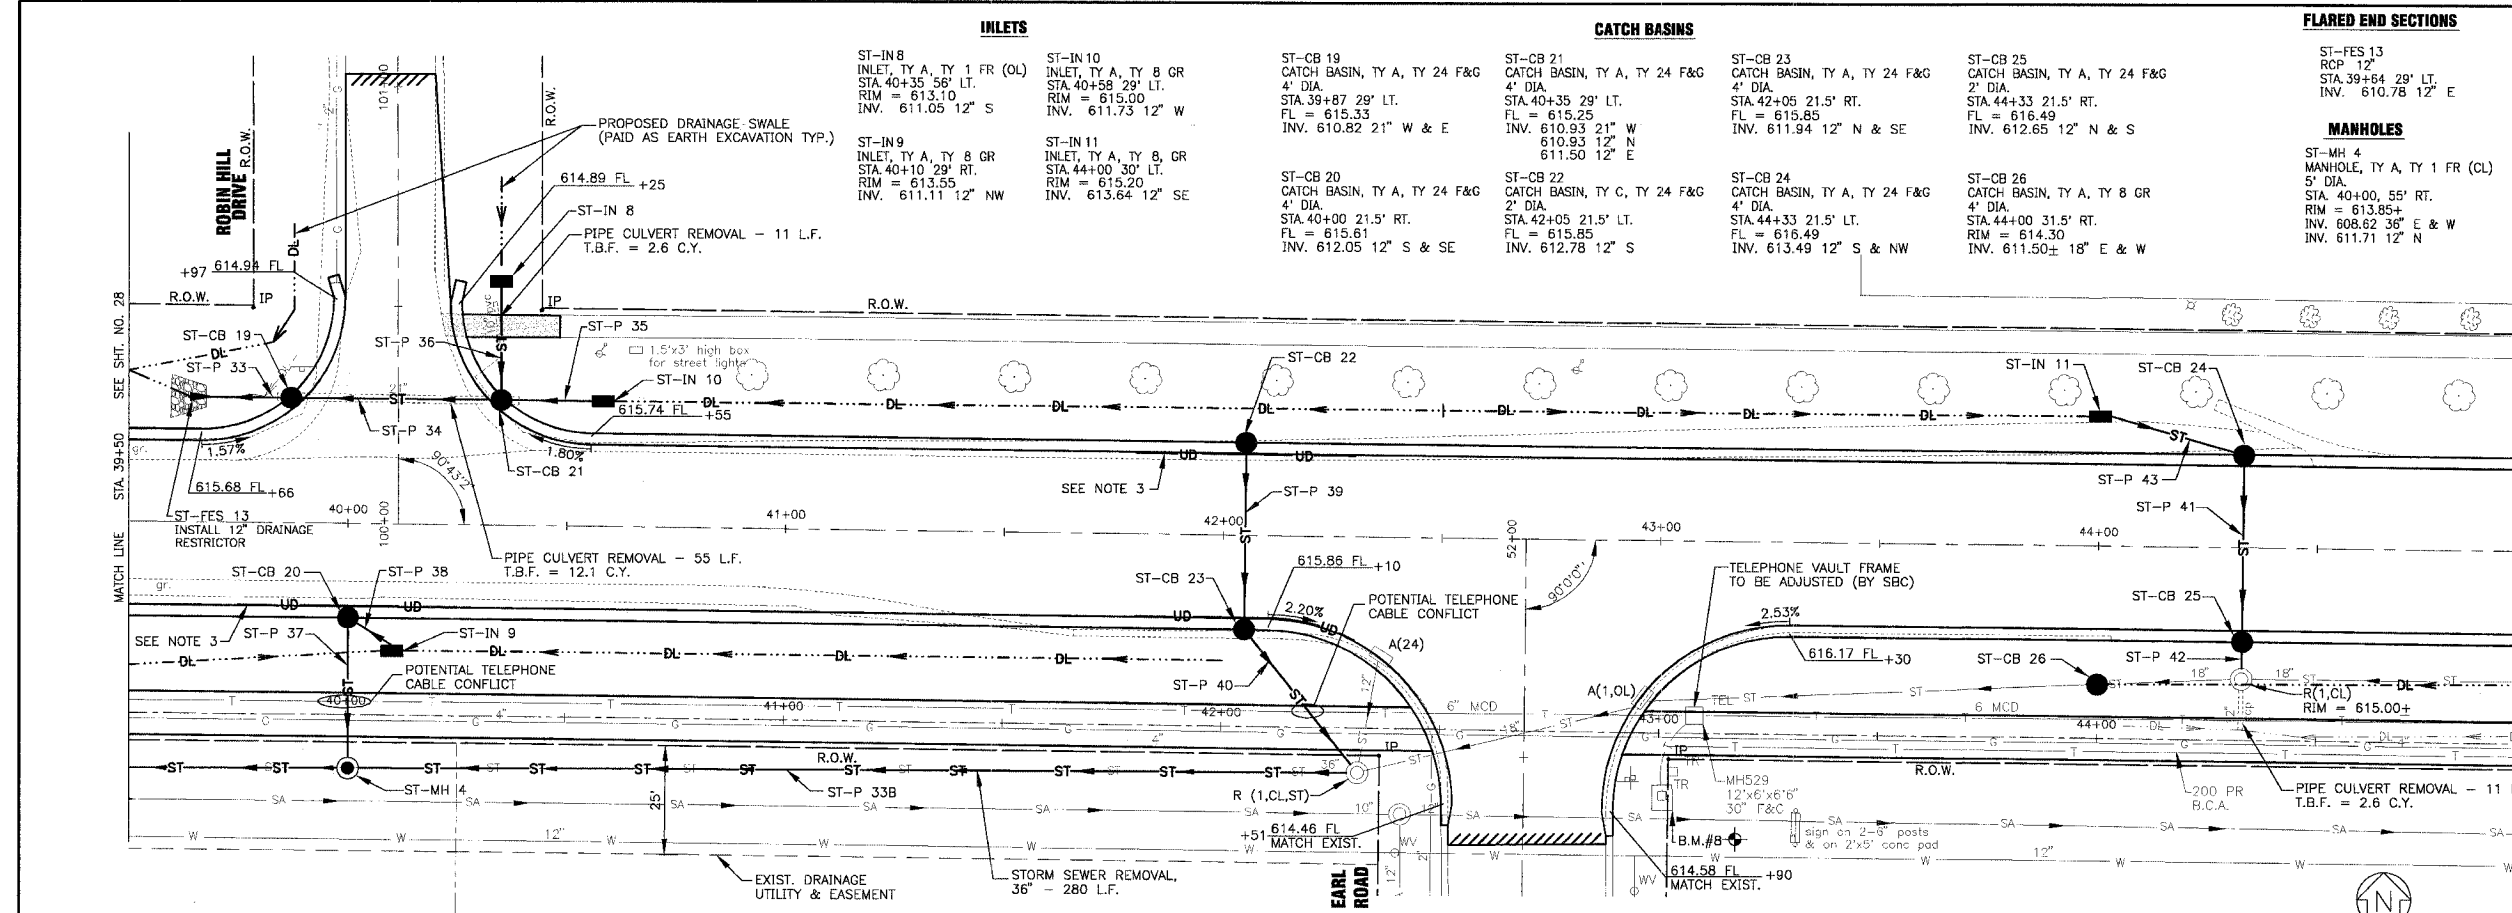 INLETS
ST-IN 8
INLET, TY A, TY 1 FR (OL)
STA. 40+35 56' LT.
RIM = 613.10
INV. 611.05 12" S
ST-IN 9
INLET, TY A, TY 8 GR
STA. 40+10 29' RT.
RIM = 613.55
INV. 611.11 12" NW
ST-IN 10
INLET, TY A, TY 8 GR
STA. 40+58 29' LT.
RIM = 615.00
INV. 611.73 12" W
ST-IN 11
INLET, TY A, TY 8, GR
STA. 44+00 30' LT.
RIM = 615.20
INV. 613.64 12" SE
CATCH BASINS
ST-CB 19
CATCH BASIN, TY A, TY 24 F&G
4' DIA.
STA. 39+87 29' LT.
FL = 615.33
INV. 610.82 21" W & E
ST-CB 20
CATCH BASIN, TY A, TY 24 F&G
4' DIA.
STA. 40+00 21.5' RT.
FL = 615.61
INV. 612.05 12" S & SE
ST-CB 21
CATCH BASIN, TY A, TY 24 F&G
4' DIA.
STA. 40+35 29' LT.
FL = 615.25
INV. 610.93 21" W
610.93 12" N
611.50 12" E
ST-CB 22
CATCH BASIN, TY C, TY 24 F&G
2' DIA.
STA. 42+05 21.5' LT.
FL = 615.85
INV. 612.78 12" S
ST-CB 23
CATCH BASIN, TY A, TY 24 F&G
4' DIA.
STA. 42+05 21.5' RT.
FL = 615.85
INV. 611.94 12" N & SE
ST-CB 24
CATCH BASIN, TY A, TY 24 F&G
4' DIA.
STA. 44+33 21.5' LT.
FL = 616.49
INV. 613.49 12" S & NW
ST-CB 25
CATCH BASIN, TY A, TY 24 F&G
2' DIA.
STA. 44+33 21.5' RT.
FL = 616.49
INV. 612.65 12" N & S
ST-CB 26
CATCH BASIN, TY A, TY 8 GR
4' DIA.
STA. 44+00 31.5' RT.
RIM = 614.30
INV. 611.50± 18" E & W
FLARED END SECTIONS
ST-FES 13
RCP 12"
STA. 39+64 29' LT.
INV. 610.78 12" E
MANHOLES
ST-MH 4
MANHOLE, TY A, TY 1 FR (CL)
5' DIA.
STA. 40+00, 55' RT.
RIM = 613.85+
INV. 608.62 36" E & W
INV. 611.71 12" N
ROBIN HILL
DRIVE
R.O.W.
101+00
R.O.W.
PROPOSED DRAINAGE SWALE
(PAID AS EARTH EXCAVATION TYP.)
614.89 FL +25
ST-IN 8
PIPE CULVERT REMOVAL - 11 L.F.
T.B.F. = 2.6 C.Y.
+97 614.94 FL
R.O.W. IP
IP
R.O.W.
ST-CB 19
ST-P 33
ST-P 36
ST-P 35
1.5'x3' high box
for street lights
ST-IN 10
615.74 FL +55
ST-CB 22
ST-IN 11
ST-CB 24
ST-P 34
ST-CB 21
1.57%
1.80%
90°43'2"
615.68 FL +66
ST-FES 13
INSTALL 12" DRAINAGE
RESTRICTOR
40+00
100+00
41+00
42+00
52+00
43+00
44+00
SEE NOTE 3
ST-P 39
ST-P 43
ST-P 41
MATCH LINE STA. 39+50 SEE SHT. NO. 28
PIPE CULVERT REMOVAL - 55 L.F.
T.B.F. = 12.1 C.Y.
ST-CB 20
ST-P 38
ST-CB 23
615.86 FL +10
90°0'0"
TELEPHONE VAULT FRAME
TO BE ADJUSTED (BY SBC)
ST-CB 25
SEE NOTE 3
ST-P 37
ST-IN 9
2.20%
POTENTIAL TELEPHONE
CABLE CONFLICT
2.53%
A(24)
616.17 FL +30
ST-CB 26
ST-P 42
POTENTIAL TELEPHONE
CABLE CONFLICT
ST-P 40
A(1,OL)
R(1,CL)
RIM = 615.00±
40+00
41+00
42+00
6" MCD
43+00
6 MCD
44+00
R.O.W.
IP
IP
R.O.W.
ST-MH 4
25'
ST-P 33B
R (1,CL,ST)
36"
MH529
12'x6'x6'6"
30" F&C
200 PR
B.C.A.
PIPE CULVERT REMOVAL - 11
T.B.F. = 2.6 C.Y.
+51 614.46 FL
MATCH EXIST.
B.M.#8
sign on 2-6" posts
& on 2'x5' conc pad
EXIST. DRAINAGE
UTILITY & EASEMENT
STORM SEWER REMOVAL,
36" - 280 L.F.
EARL
ROAD
614.58 FL +90
MATCH EXIST.
N